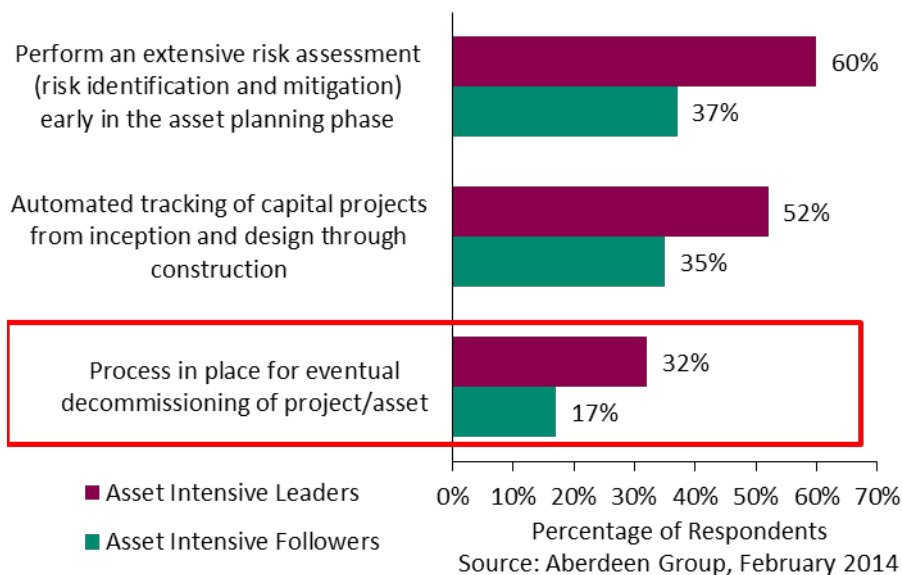 Perform an extensive risk assessment
(risk identification and mitigation)
early in the asset planning phase
60%
37%
Automated tracking of capital projects
from inception and design through
construction
52%
35%
Process in place for eventual
decommissioning of project/asset
32%
17%
Asset Intensive Leaders
Asset Intensive Followers
0% 10% 20% 30% 40% 50% 60% 70%
Percentage of Respondents
Source: Aberdeen Group, February 2014